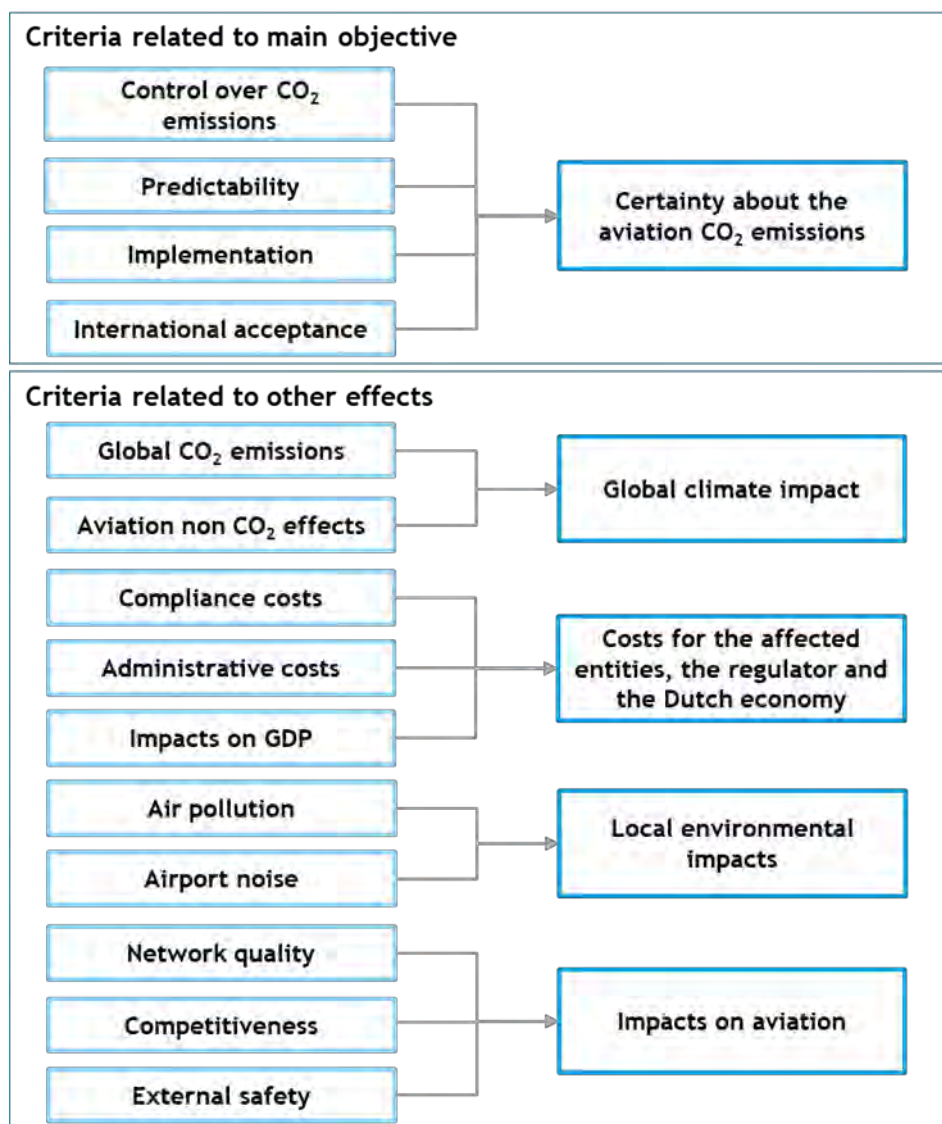 Criteria related to main objective
Control over CO₂
emissions
Predictability
Implementation
International acceptance
Certainty about the
aviation CO₂ emissions
Criteria related to other effects
Global CO₂ emissions
Aviation non CO₂ effects
Global climate impact
Compliance costs
Administrative costs
Impacts on GDP
Costs for the affected
entities, the regulator and
the Dutch economy
Air pollution
Airport noise
Local environmental
impacts
Network quality
Competitiveness
External safety
Impacts on aviation